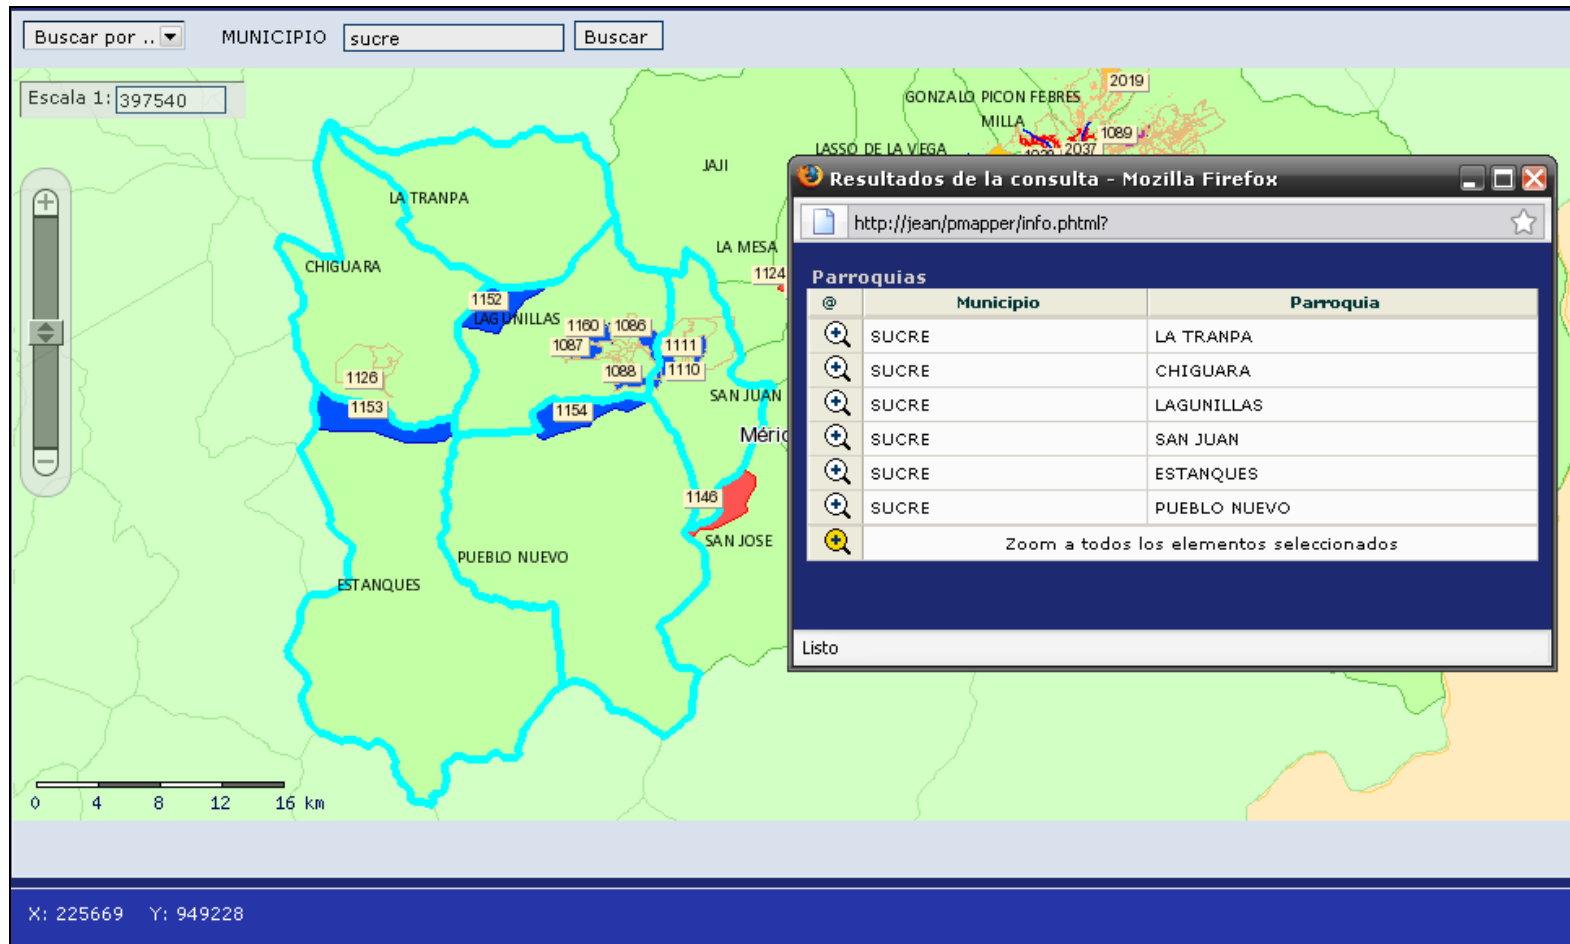 Buscar por .. MUNICIPIO sucre Buscar
Escala 1: 397540
2019
GONZALO PICON FEBRES
MILLA
1089
2037
LASSO DE LA VEGA
JAJI
LA TRANPA
LA MESA
CHIGUARA
1124
1152
LAGUNILLAS
1160
1086
1087
1111
1088
1110
1126
1153
1154
SAN JUAN
Méric
1146
SAN JOSE
PUEBLO NUEVO
ESTANQUES
0 4 8 12 16 km
Resultados de la consulta - Mozilla Firefox
http://jean/pmapper/info.phtml?
Parroquias
@ Municipio Parroquia
SUCRE LA TRANPA
SUCRE CHIGUARA
SUCRE LAGUNILLAS
SUCRE SAN JUAN
SUCRE ESTANQUES
SUCRE PUEBLO NUEVO
Zoom a todos los elementos seleccionados
Listo
X: 225669 Y: 949228